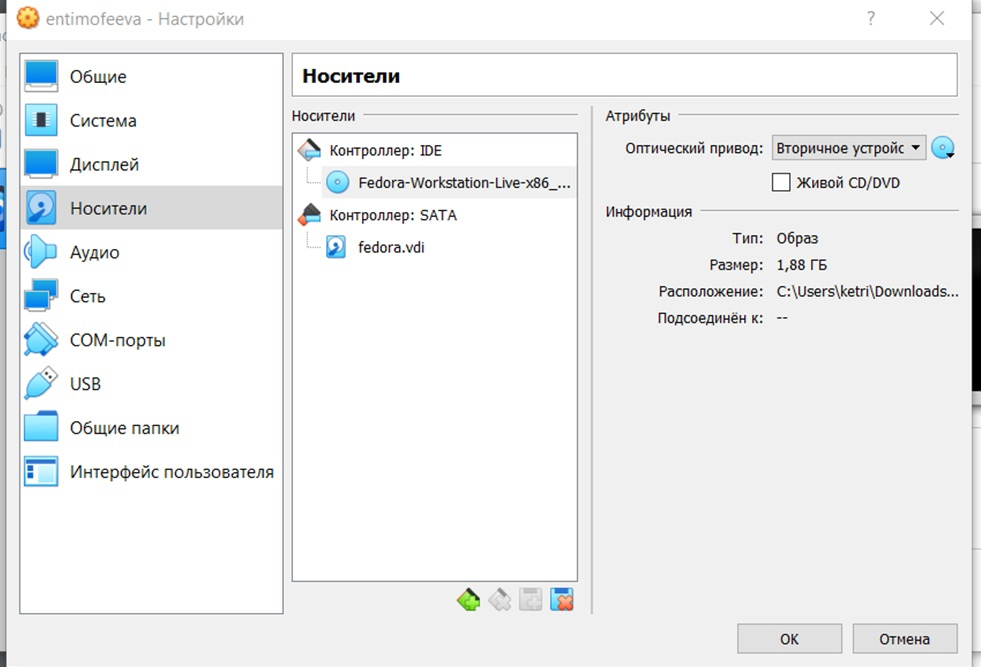 entimofeeva - Настройки
?
Общие
Система
Дисплей
Носители
Аудио
Сеть
COM-порты
USB
Общие папки
Интерфейс пользователя
Носители
Носители
Контроллер: IDE
Fedora-Workstation-Live-x86_...
Контроллер: SATA
fedora.vdi
Атрибуты
Оптический привод: Вторичное устройс
Живой CD/DVD
Информация
Тип: Образ
Размер: 1,88 ГБ
Расположение: C:\Users\ketri\Downloads...
Подсоединён к: --
OK
Отмена